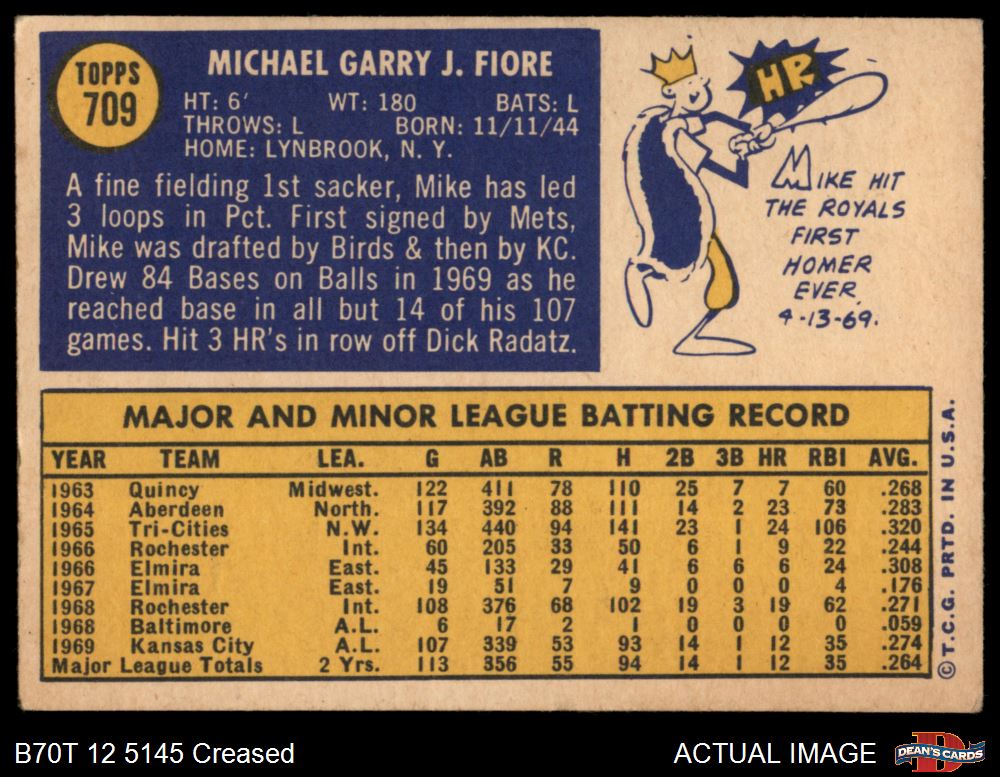 TOPPS
709
MICHAEL GARRY J. FIORE
HT: 6' WT: 180 BATS: L
THROWS: L BORN: 11/11/44
HOME: LYNBROOK, N. Y.
A fine fielding 1st sacker, Mike has led
3 loops in Pct. First signed by Mets,
Mike was drafted by Birds & then by KC.
Drew 84 Bases on Balls in 1969 as he
reached base in all but 14 of his 107
games. Hit 3 HR's in row off Dick Radatz.
HR
MIKE HIT
THE ROYALS
FIRST
HOMER
EVER
4-13-69.
MAJOR AND MINOR LEAGUE BATTING RECORD
YEAR TEAM LEA. G AB R H 2B 3B HR RBI AVG.
1963 Quincy Midwest. 122 411 78 110 25 7 7 60 .268
1964 Aberdeen North. 117 392 88 111 14 2 23 73 .283
1965 Tri-Cities N.W. 134 440 94 141 23 1 24 106 .320
1966 Rochester Int. 60 205 33 50 6 1 9 22 .244
1966 Elmira East. 45 133 29 41 6 6 6 24 .308
1967 Elmira East. 19 51 7 9 0 0 0 4 .176
1968 Rochester Int. 108 376 68 102 19 3 19 62 .271
1968 Baltimore A.L. 6 17 2 1 0 0 0 0 .059
1969 Kansas City A.L. 107 339 53 93 14 1 12 35 .274
Major League Totals 2 Yrs. 113 356 55 94 14 1 12 35 .264
© T.C.G. PRTD. IN U.S.A.
B70T 12 5145 Creased
ACTUAL IMAGE
D
DEAN'S CARDS